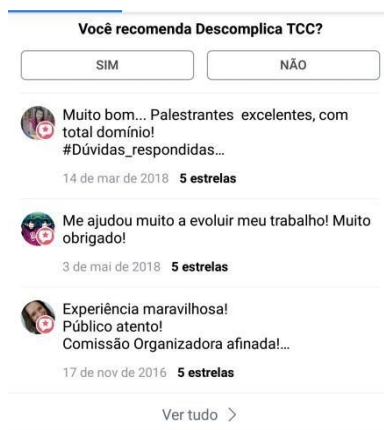 Você recomenda Descomplica TCC?
SIM
NÃO
Muito bom... Palestrantes excelentes, com
total domínio!
#Dúvidas_respondidas...
14 de mar de 2018 5 estrelas
Me ajudou muito a evoluir meu trabalho! Muito
obrigado!
3 de mai de 2018 5 estrelas
Experiência maravilhosa!
Público atento!
Comissão Organizadora afinada!...
17 de nov de 2016 5 estrelas
Ver tudo >